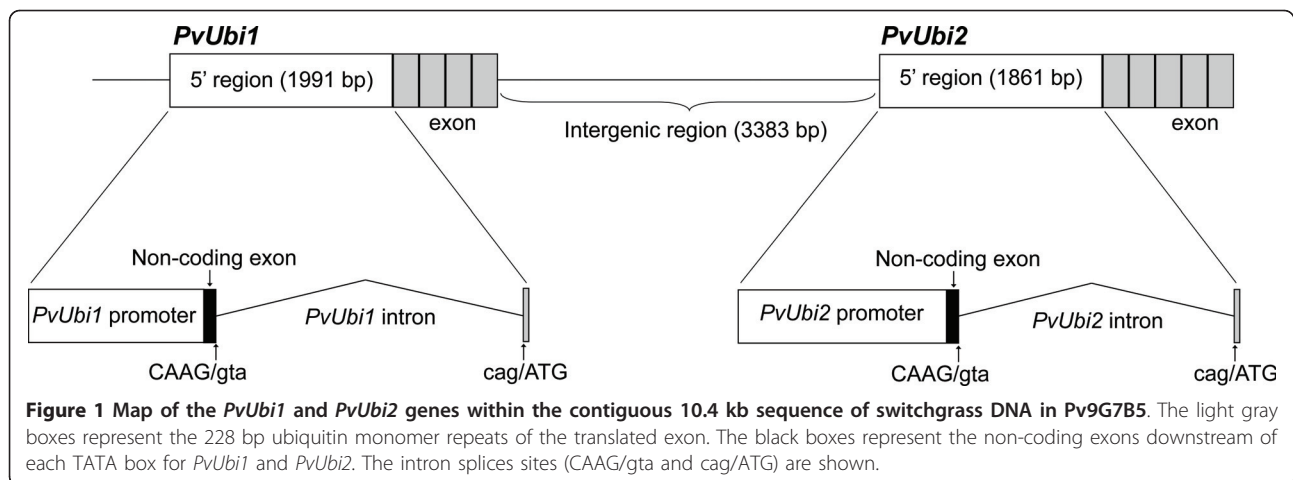 PvUbi1
PvUbi2
5' region (1991 bp)
5' region (1861 bp)
exon
Intergenic region (3383 bp)
exon
Non-coding exon
Non-coding exon
PvUbi1 promoter
PvUbi1 intron
PvUbi2 promoter
PvUbi2 intron
CAAG/gta
cag/ATG
CAAG/gta
cag/ATG
Figure 1 Map of the PvUbi1 and PvUbi2 genes within the contiguous 10.4 kb sequence of switchgrass DNA in Pv9G7B5. The light gray
boxes represent the 228 bp ubiquitin monomer repeats of the translated exon. The black boxes represent the non-coding exons downstream of
each TATA box for PvUbi1 and PvUbi2. The intron splices sites (CAAG/gta and cag/ATG) are shown.